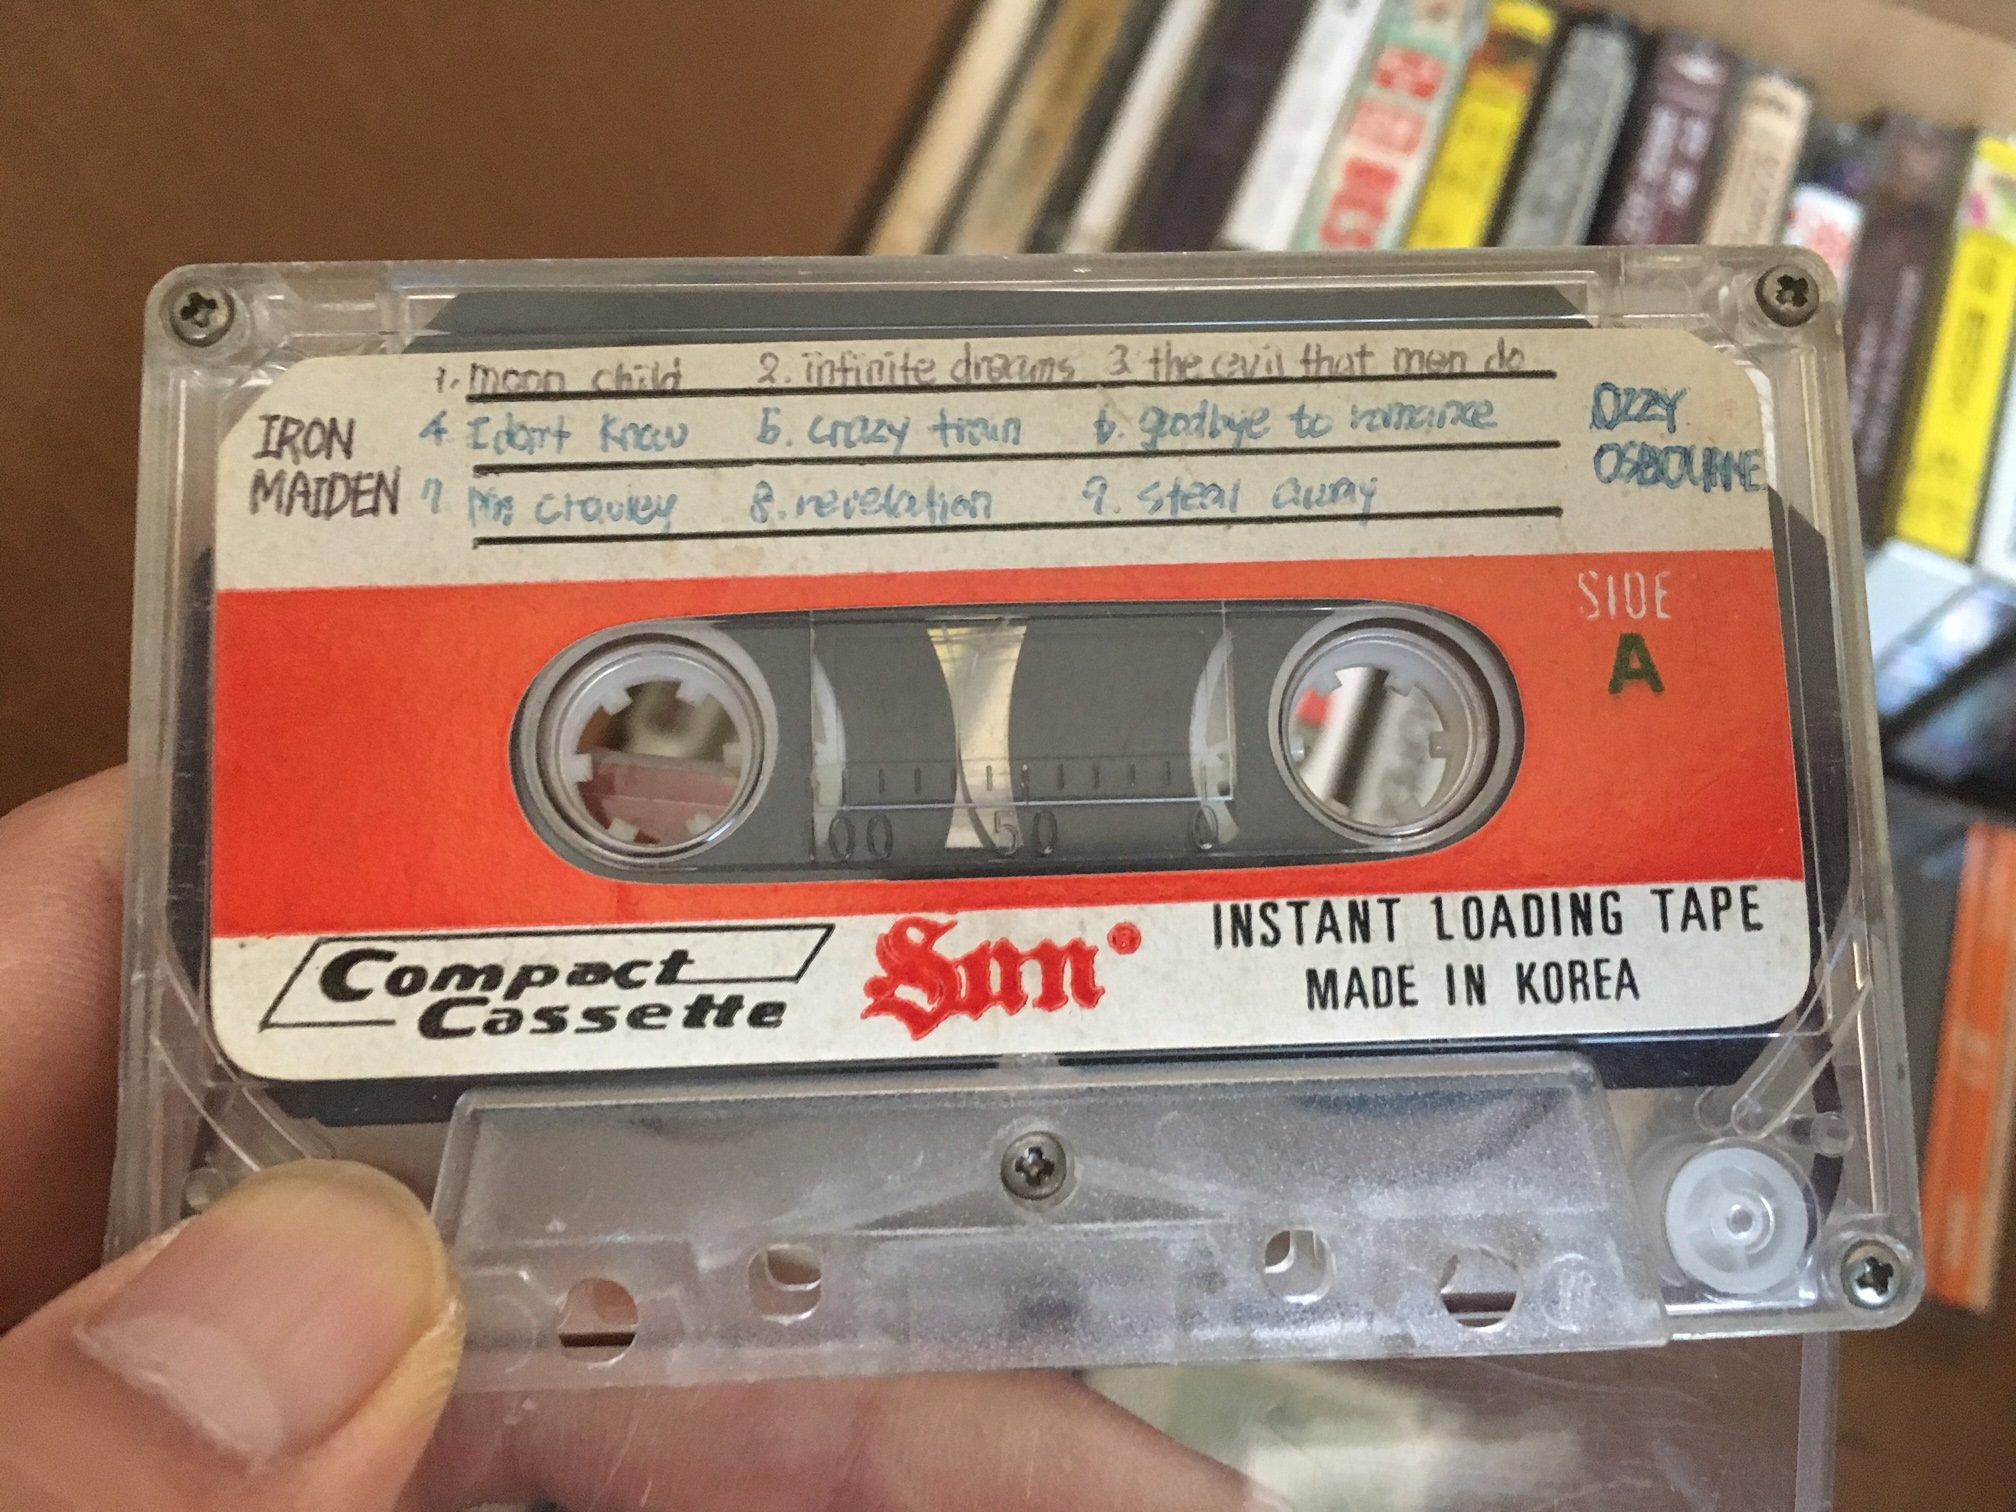 1. moon child 2. infinite dreams 3 the evil that men do
IRON
MAIDEN
4 I don't Know 5. crazy train 6. goodbye to romance
7 Mr crowley 8. revelation 9. steal away
OZZY
OSBOURNE
SIDE
A
100 50 0
Compact
Cassette
Sun
INSTANT LOADING TAPE
MADE IN KOREA